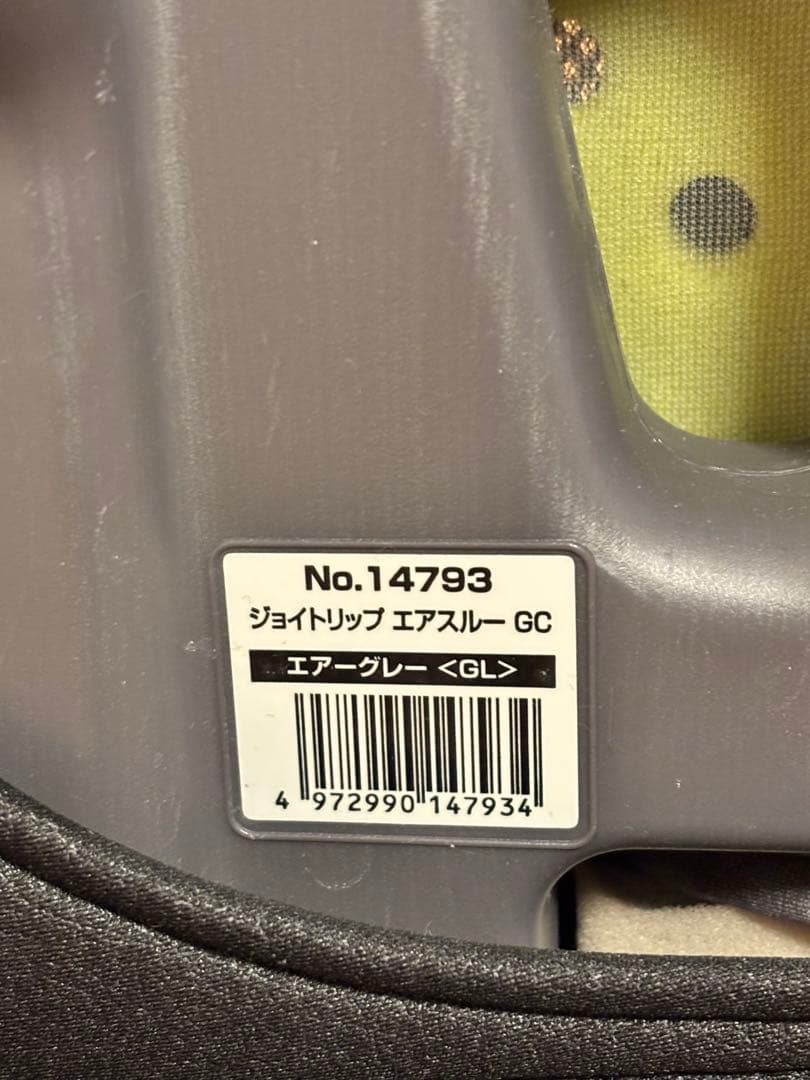 No.14793
ジョイトリップ エアスルー GC
エアーグレー <GL>
4 972990 147934